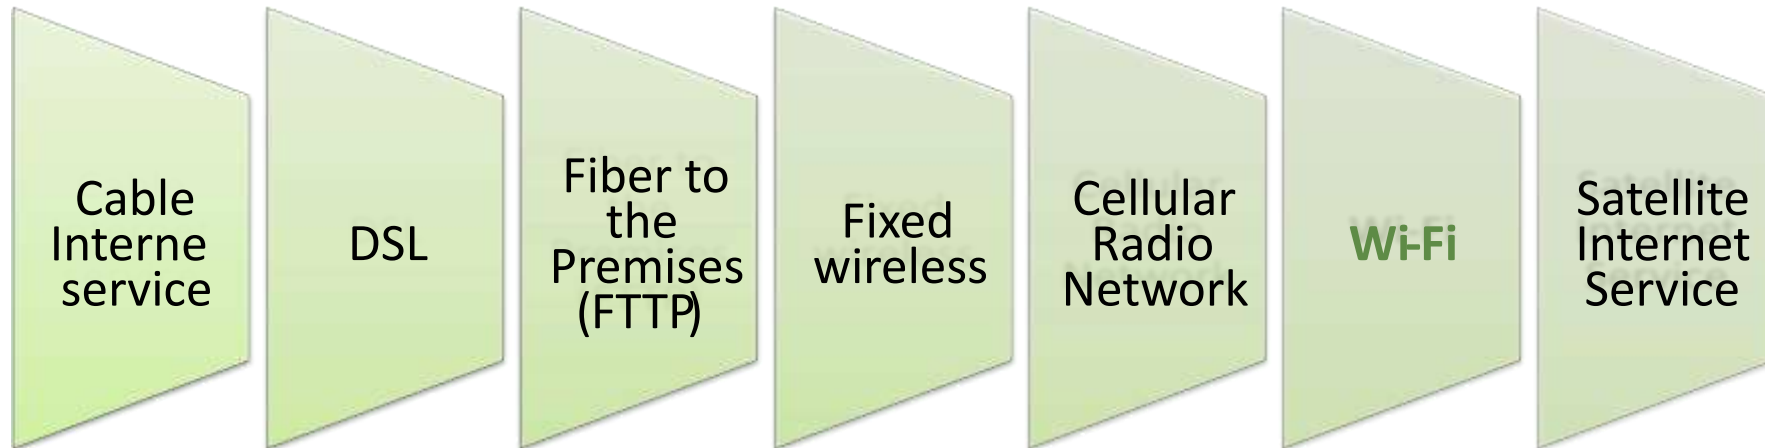 Cable
Interne
service
DSL
Fiber to
the
Premises
(FTTP)
Fixed
wireless
Cellular
Radio
Network
Wi-Fi
Satellite
Internet
Service